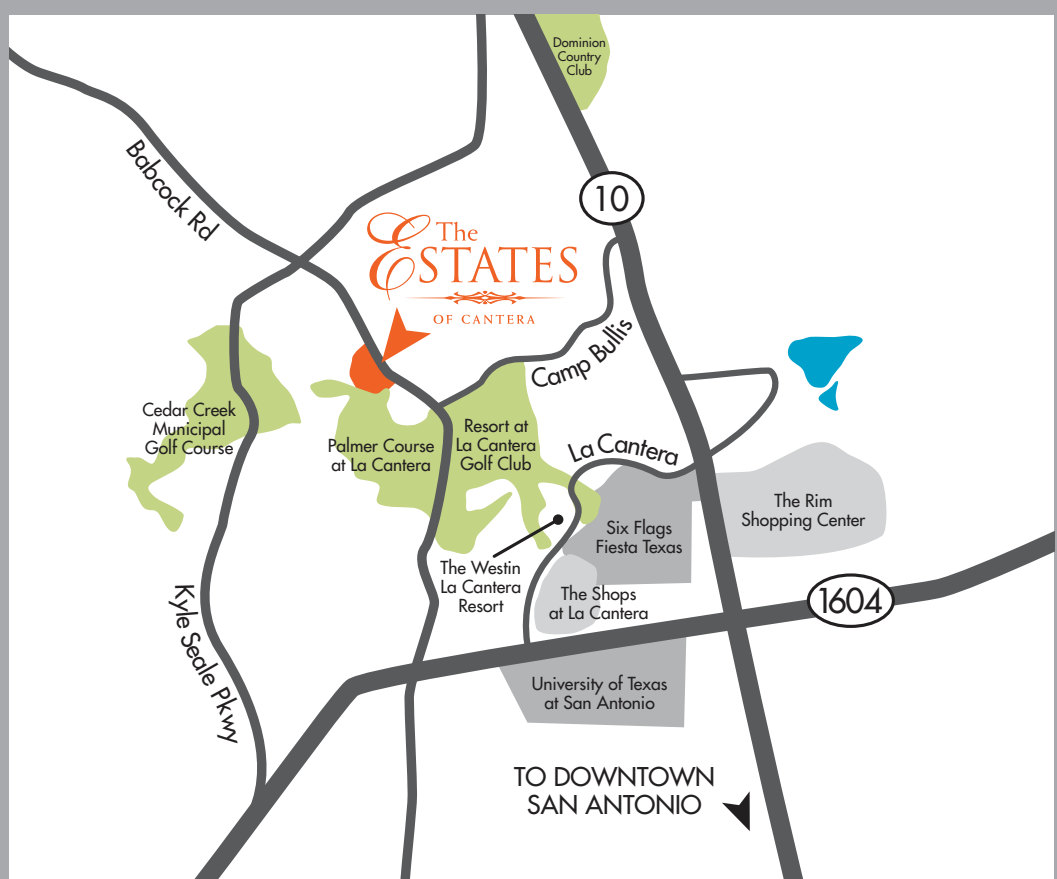 Dominion
Country
Club
10
Babcock Rd
The
ESTATES
OF CANTERA
Camp Bullis
Cedar Creek
Municipal
Golf Course
Palmer Course
at La Cantera
Resort at
La Cantera
Golf Club
La Cantera
The Rim
Shopping Center
Six Flags
Fiesta Texas
The Westin
La Cantera
Resort
The Shops
at La Cantera
1604
Kyle Seale Pkwy
University of Texas
at San Antonio
TO DOWNTOWN
SAN ANTONIO